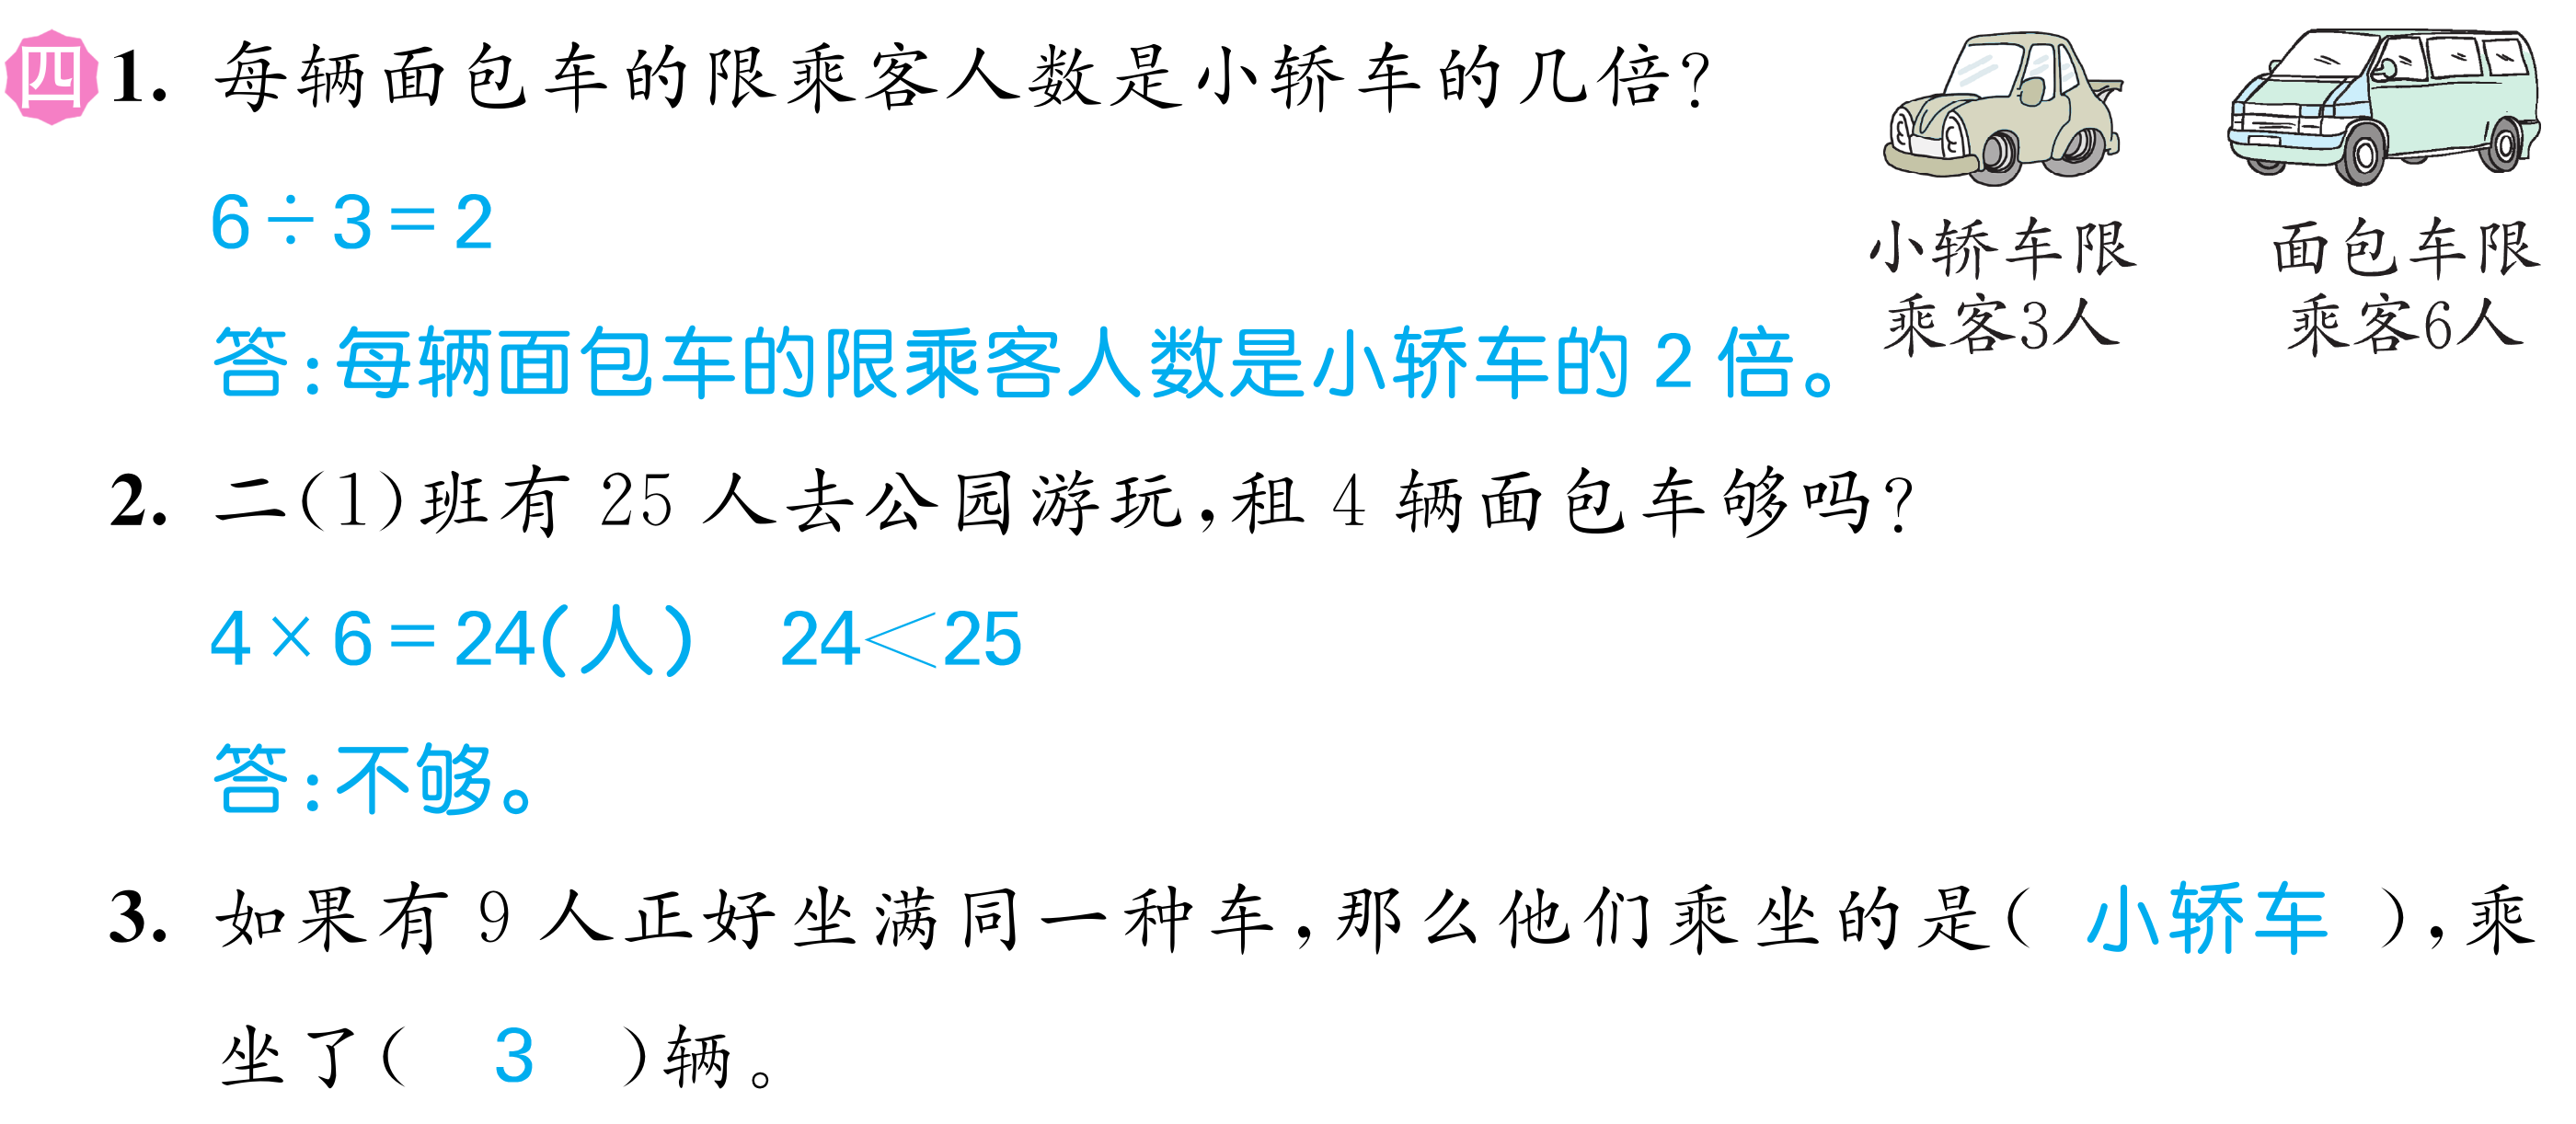 四 1. 每辆面包车的限乘客人数是小轿车的几倍?
6÷3=2
小轿车限
乘客3人
面包车限
乘客6人
答:每辆面包车的限乘客人数是小轿车的 2 倍。
2. 二(1)班有 25 人去公园游玩,租 4 辆面包车够吗?
4×6=24(人) 24<25
答:不够。
3. 如果有 9 人正好坐满同一种车,那么他们乘坐的是( 小轿车 ),乘
坐了( 3 )辆。